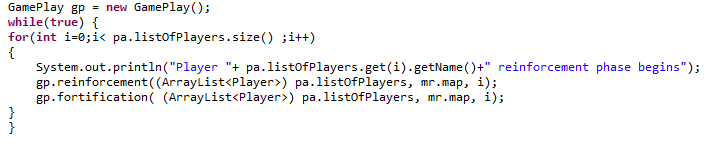 GamePlay gp = new GamePlay();
while(true) {
for(int i=0;i< pa.listOfPlayers.size() ;i++)
{
    System.out.println("Player "+ pa.listOfPlayers.get(i).getName()+" reinforcement phase begins");
    gp.reinforcement((ArrayList<Player>) pa.listOfPlayers, mr.map, i);
    gp.fortification( (ArrayList<Player>) pa.listOfPlayers, mr.map, i);
}
}